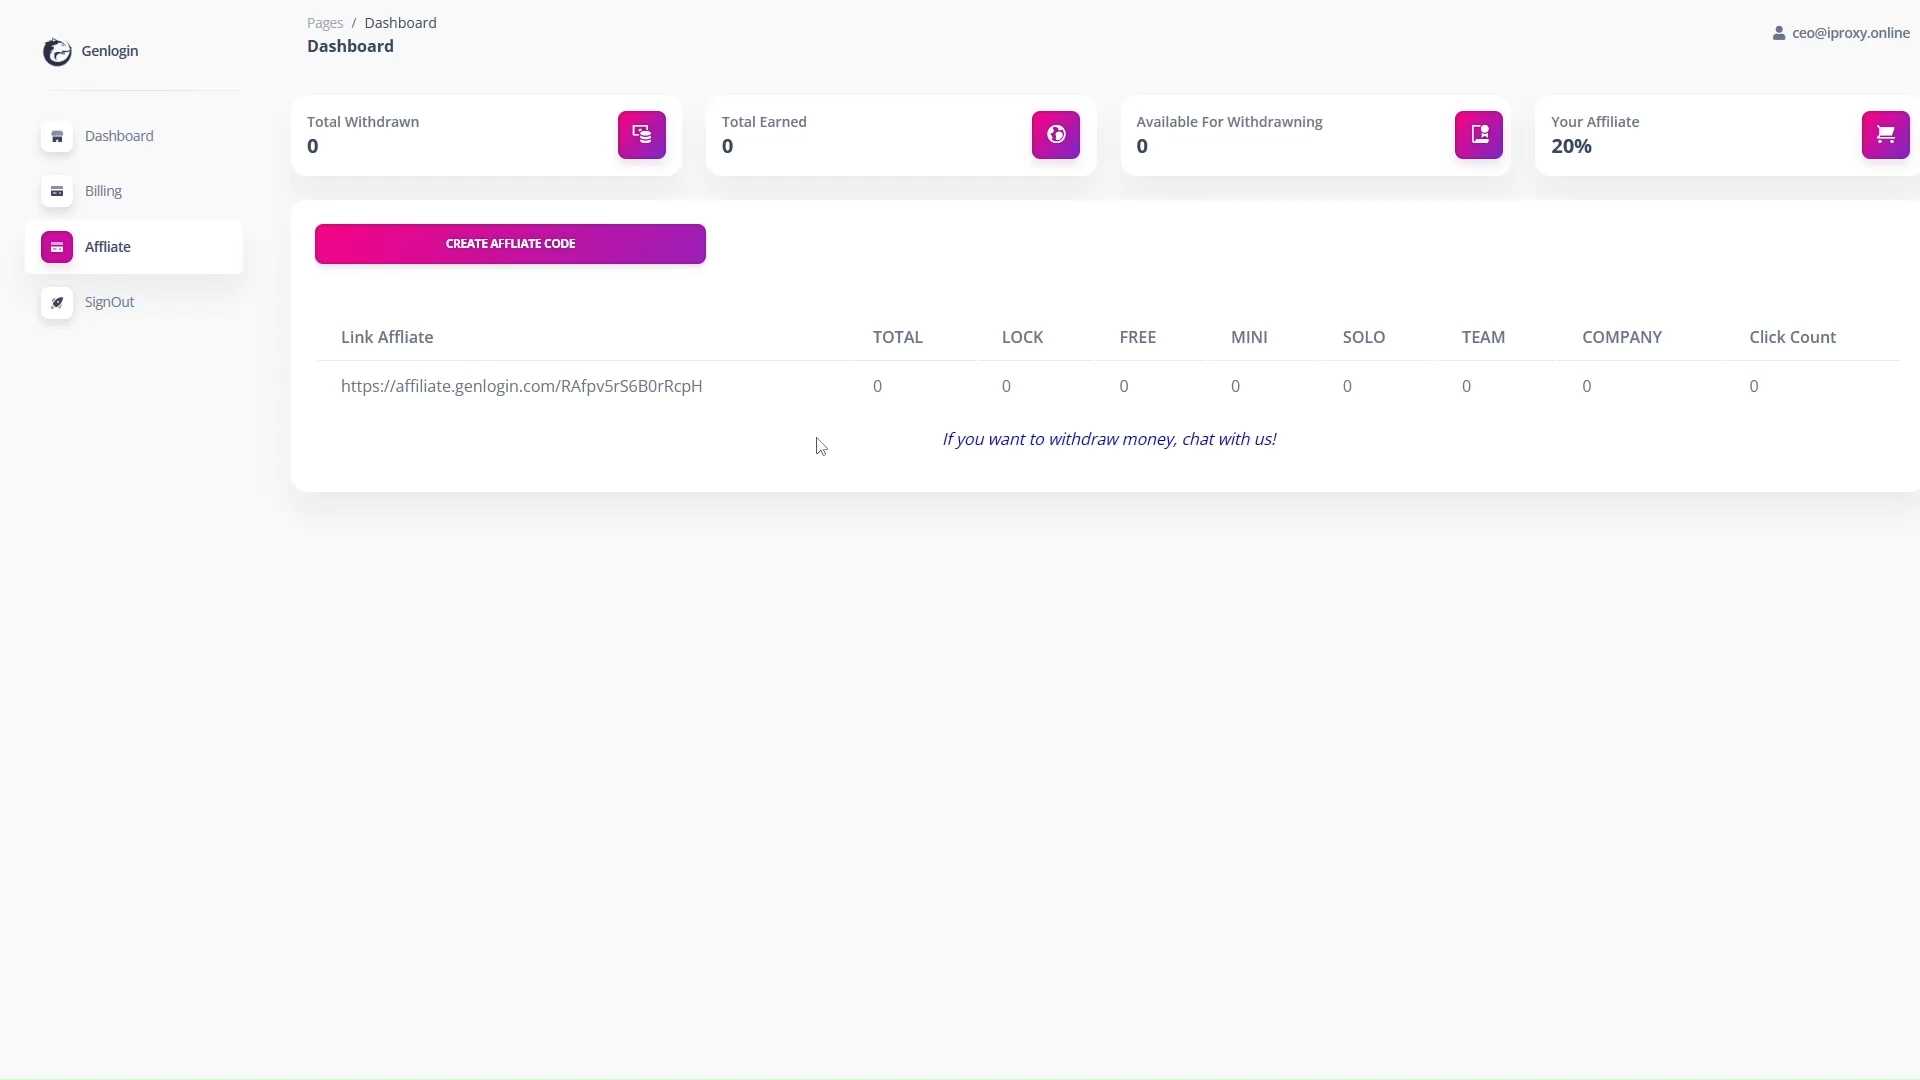 Genlogin
Pages / Dashboard
Dashboard
ceo@iproxy.online
Dashboard
Billing
Affliate
SignOut
Total Withdrawn
0
Total Earned
0
Available For Withdrawning
0
Your Affiliate
20%
CREATE AFFLIATE CODE
Link Affliate TOTAL LOCK FREE MINI SOLO TEAM COMPANY Click Count
https://affiliate.genlogin.com/RAfpv5rS6B0rRcpH 0 0 0 0 0 0 0 0
If you want to withdraw money, chat with us!